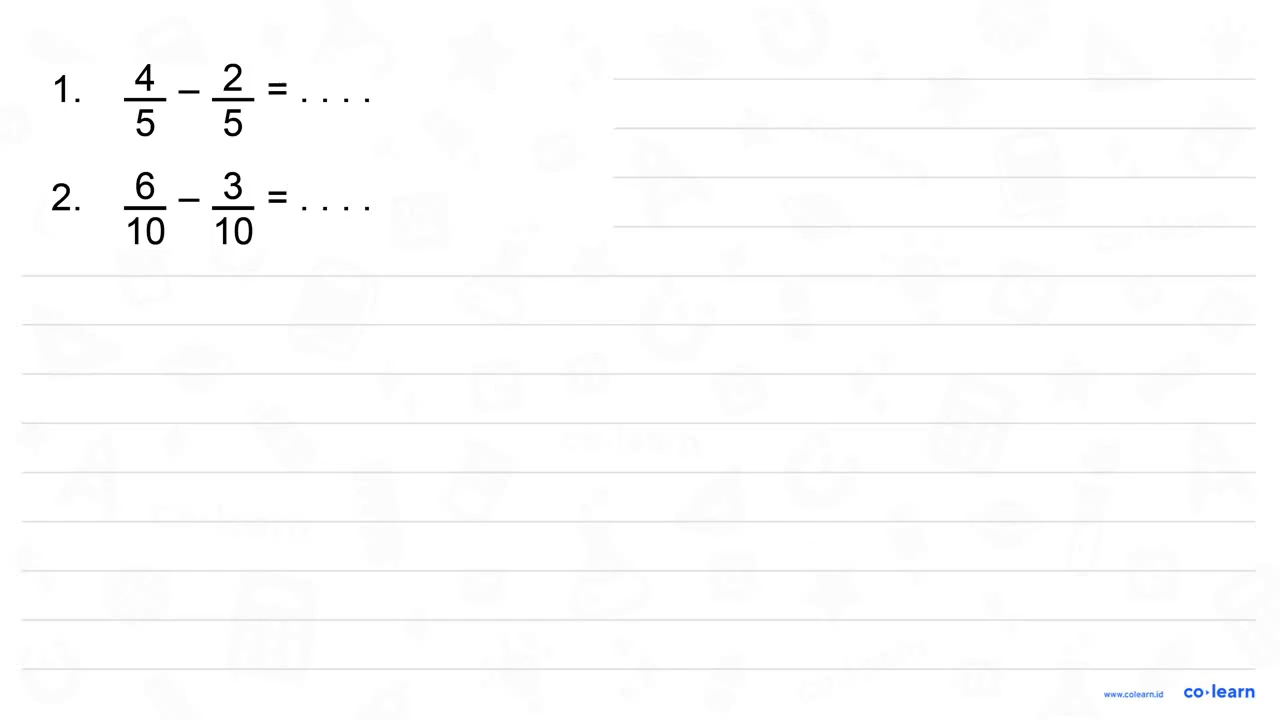 1. 4/5 – 2/5 = . . . .
2. 6/10 – 3/10 = . . . .
www.colearn.id co·learn